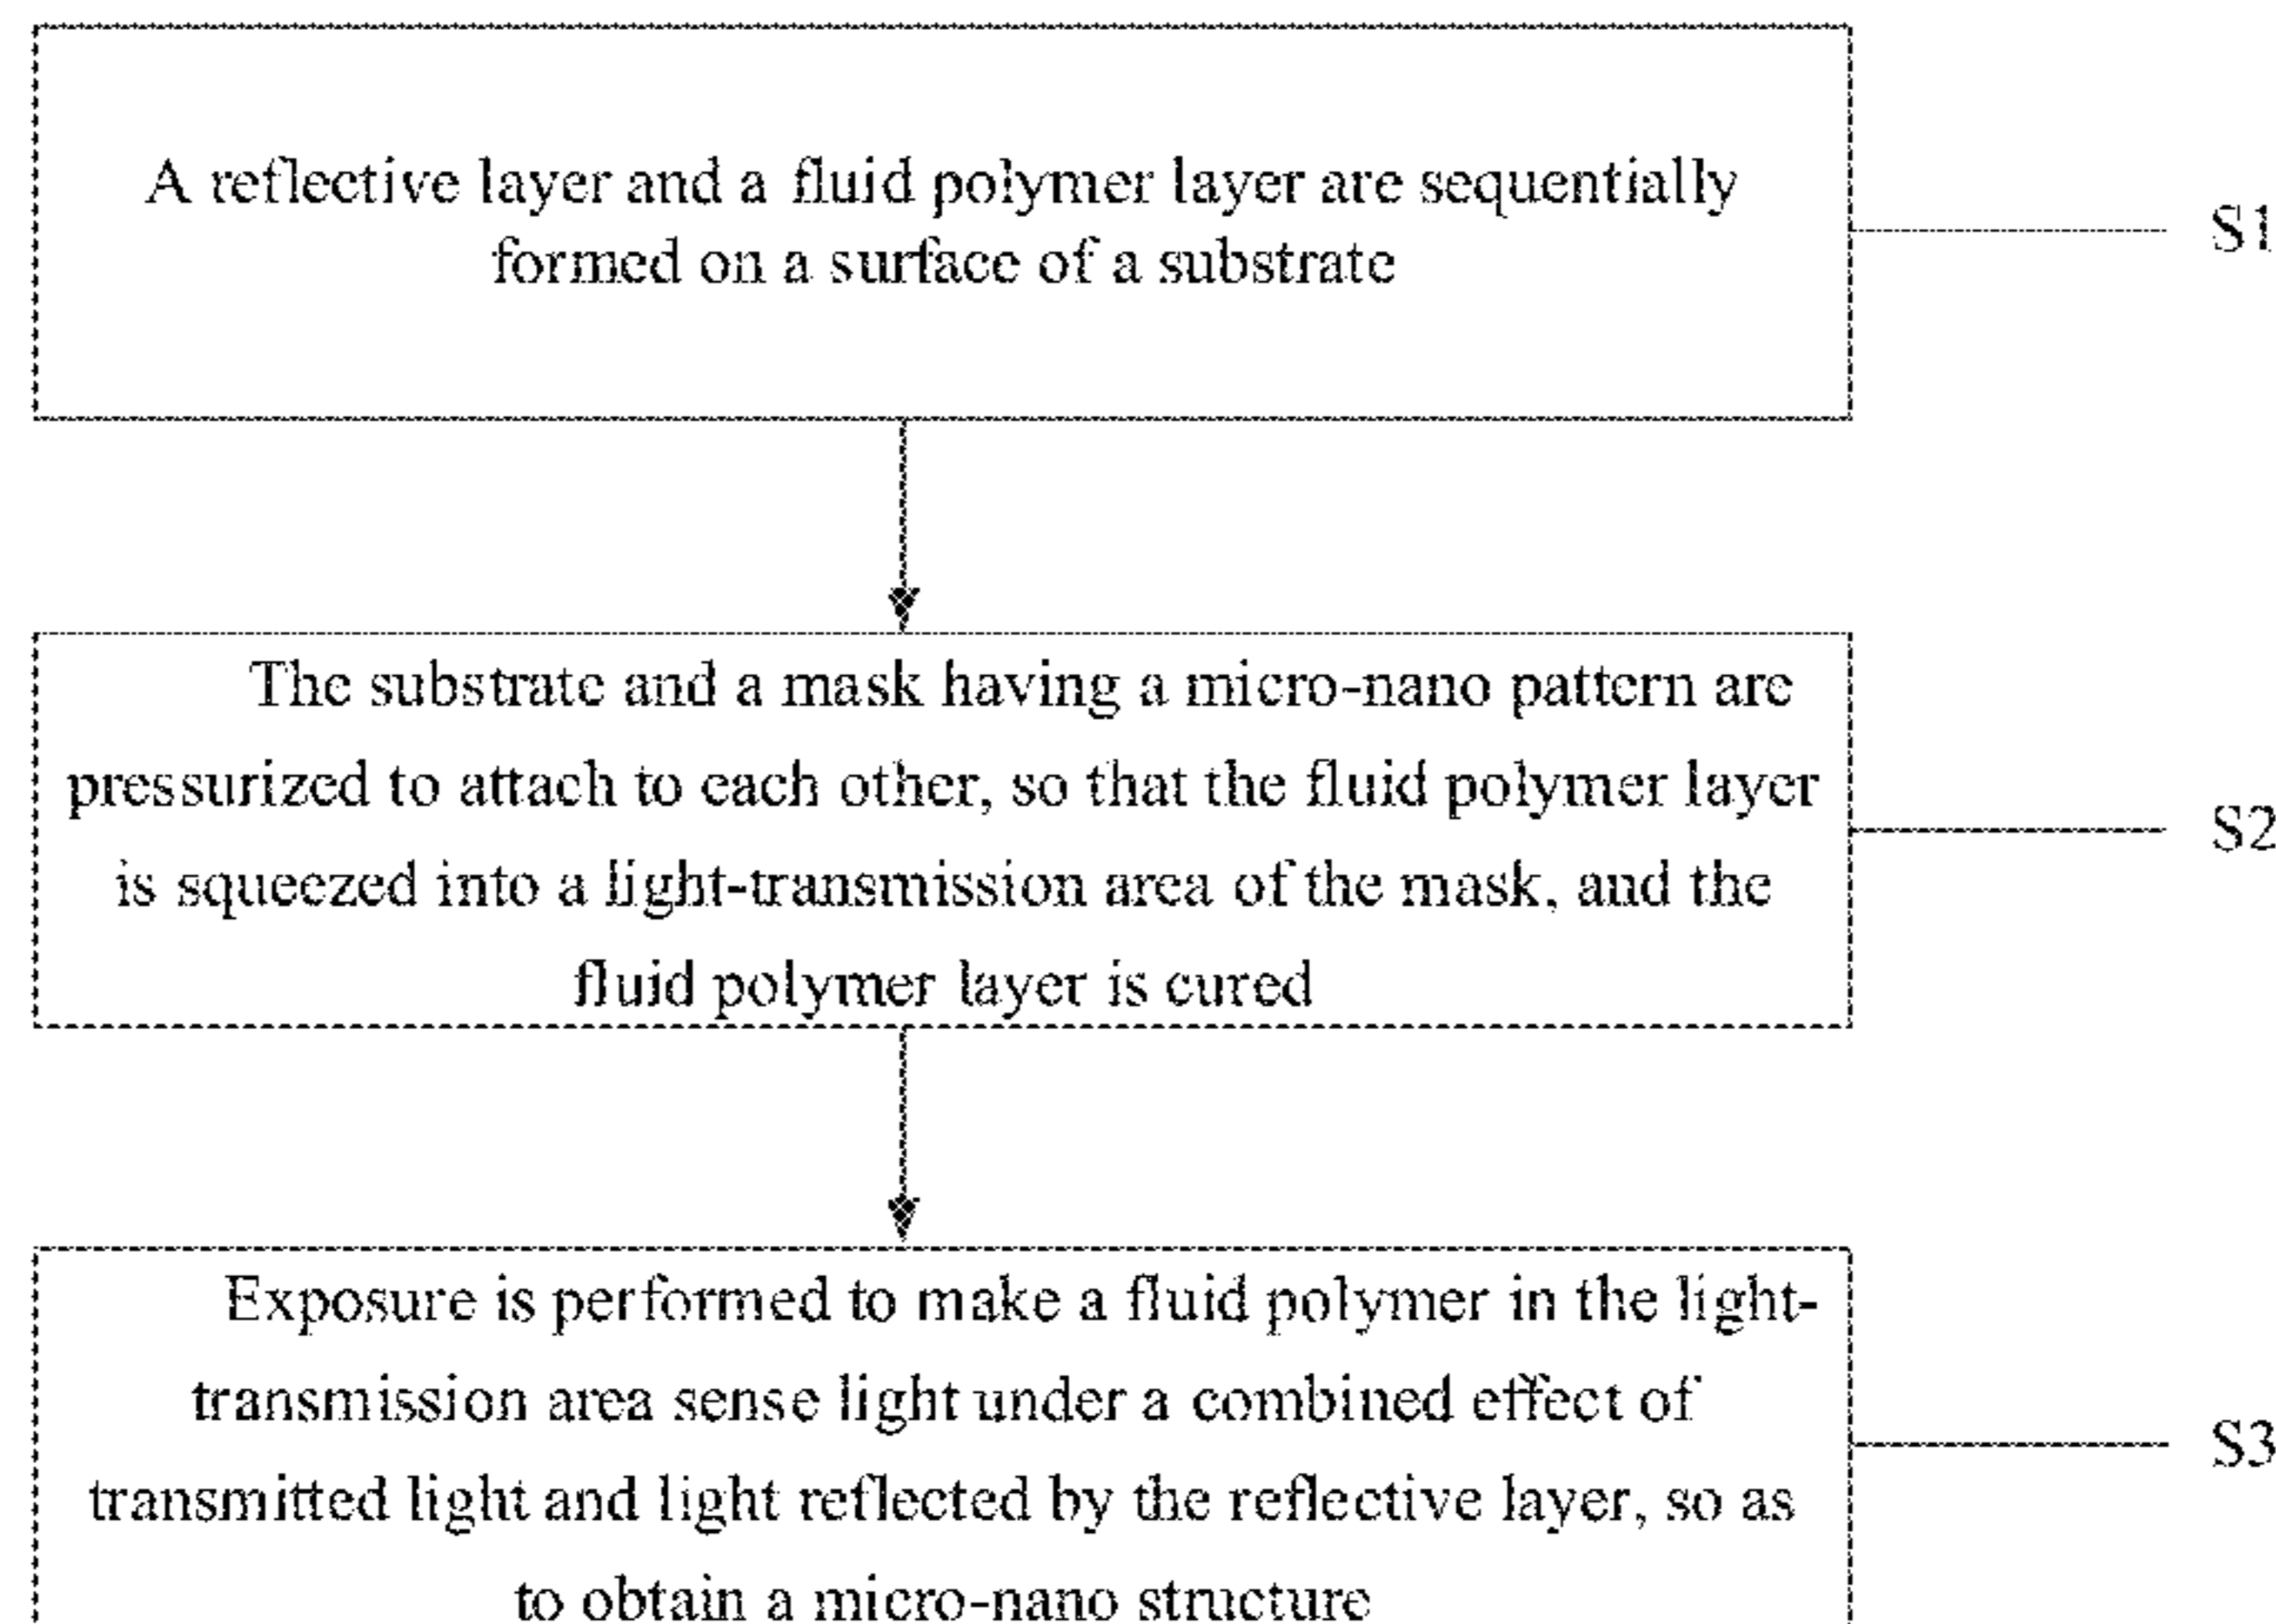 A reflective layer and a fluid polymer layer are sequentially
formed on a surface of a substrate
S1
The substrate and a mask having a micro-nano pattern are
pressurized to attach to each other, so that the fluid polymer layer
is squeezed into a light-transmission area of the mask, and the
fluid polymer layer is cured
S2
Exposure is performed to make a fluid polymer in the light-
transmission area sense light under a combined effect of
transmitted light and light reflected by the reflective layer, so as
to obtain a micro-nano structure
S3